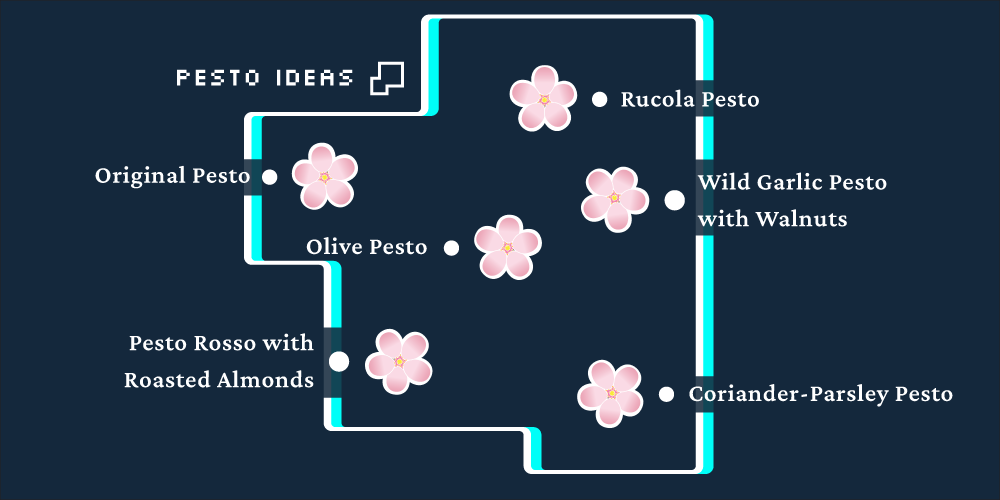 PESTO IDEAS
Rucola Pesto
Original Pesto
Wild Garlic Pesto
with Walnuts
Olive Pesto
Pesto Rosso with
Roasted Almonds
Coriander-Parsley Pesto